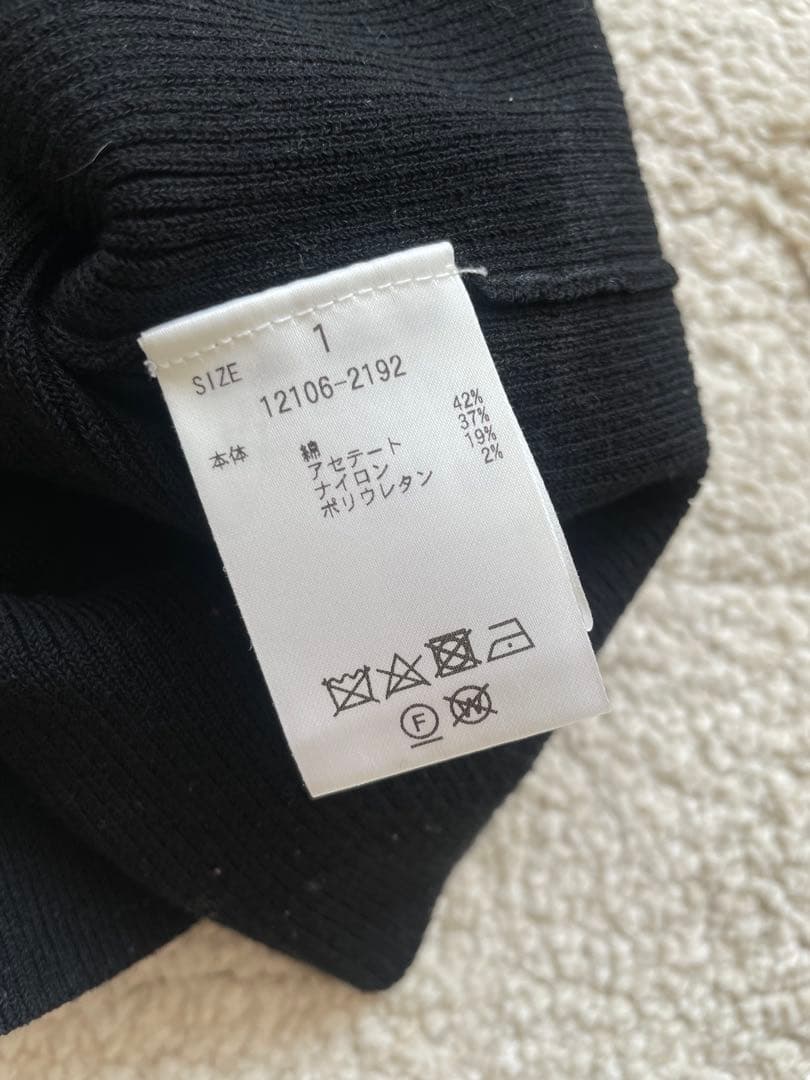 SIZE 1
12106-2192
本体 綿 42%
アセテート 37%
ナイロン 19%
ポリウレタン 2%
F W